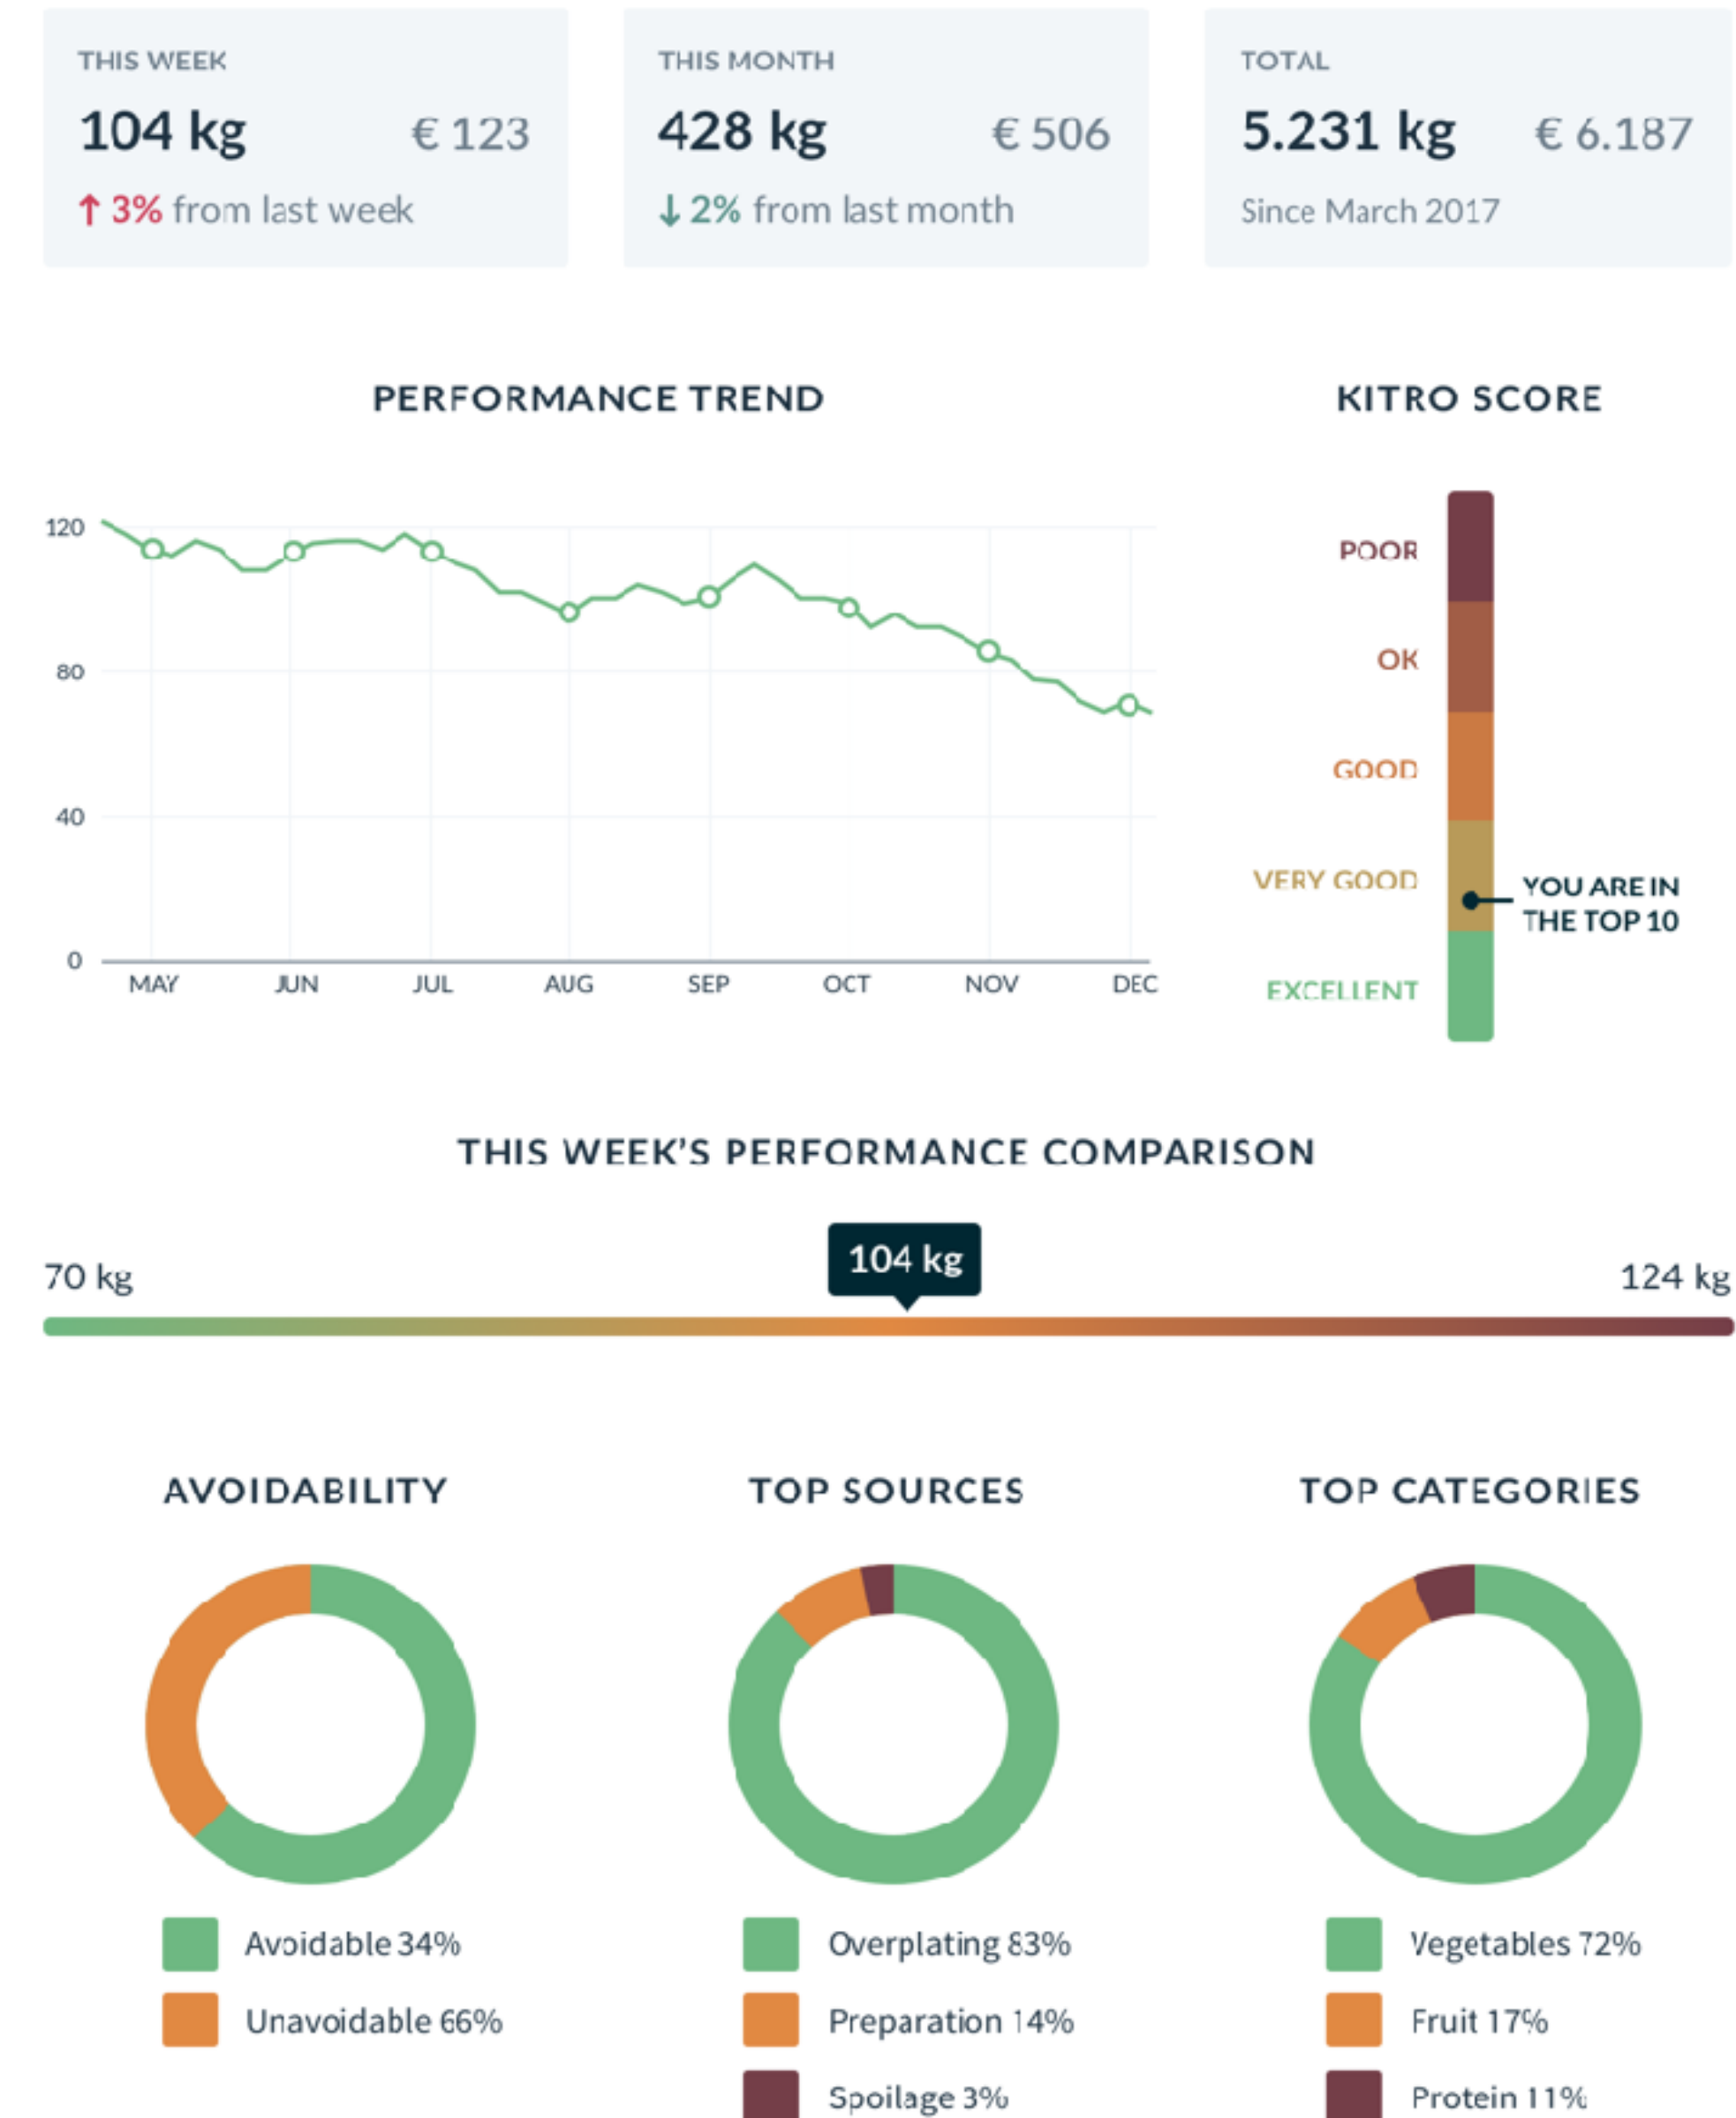 THIS WEEK
104 kg € 123
↑ 3% from last week
THIS MONTH
428 kg € 506
↓ 2% from last month
TOTAL
5.231 kg € 6.187
Since March 2017
PERFORMANCE TREND
120
80
40
0
MAY JUN JUL AUG SEP OCT NOV DEC
KITRO SCORE
POOR
OK
GOOD
VERY GOOD
EXCELLENT
YOU ARE IN
THE TOP 10
THIS WEEK'S PERFORMANCE COMPARISON
70 kg
104 kg
124 kg
AVOIDABILITY
Avoidable 34%
Unavoidable 66%
TOP SOURCES
Overplating 83%
Preparation 14%
Spoilage 3%
TOP CATEGORIES
Vegetables 72%
Fruit 17%
Protein 11%